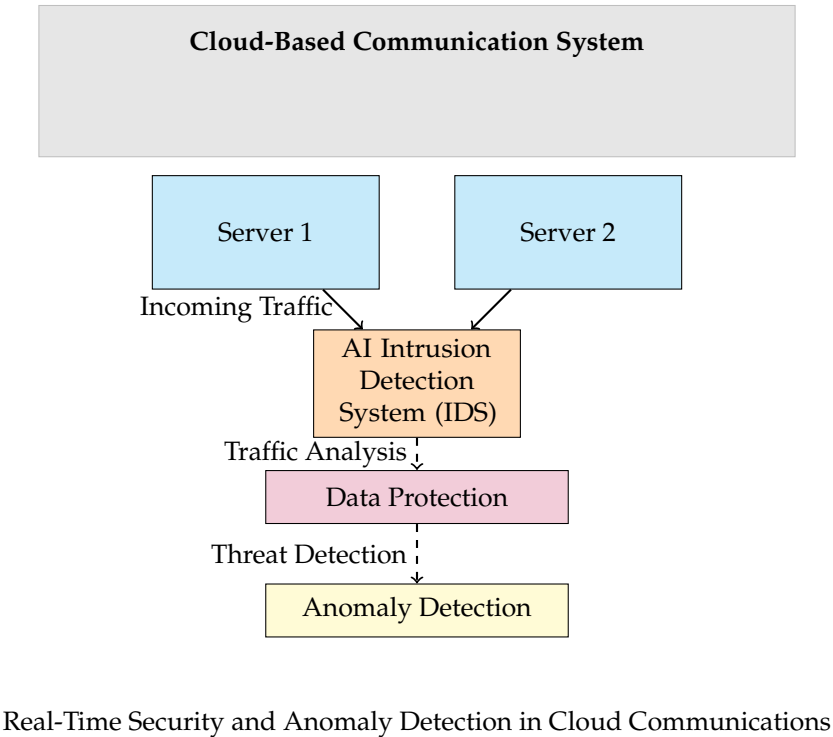 Cloud-Based Communication System
Server 1
Server 2
Incoming Traffic
AI Intrusion
Detection
System (IDS)
Traffic Analysis
Data Protection
Threat Detection
Anomaly Detection
Real-Time Security and Anomaly Detection in Cloud Communications